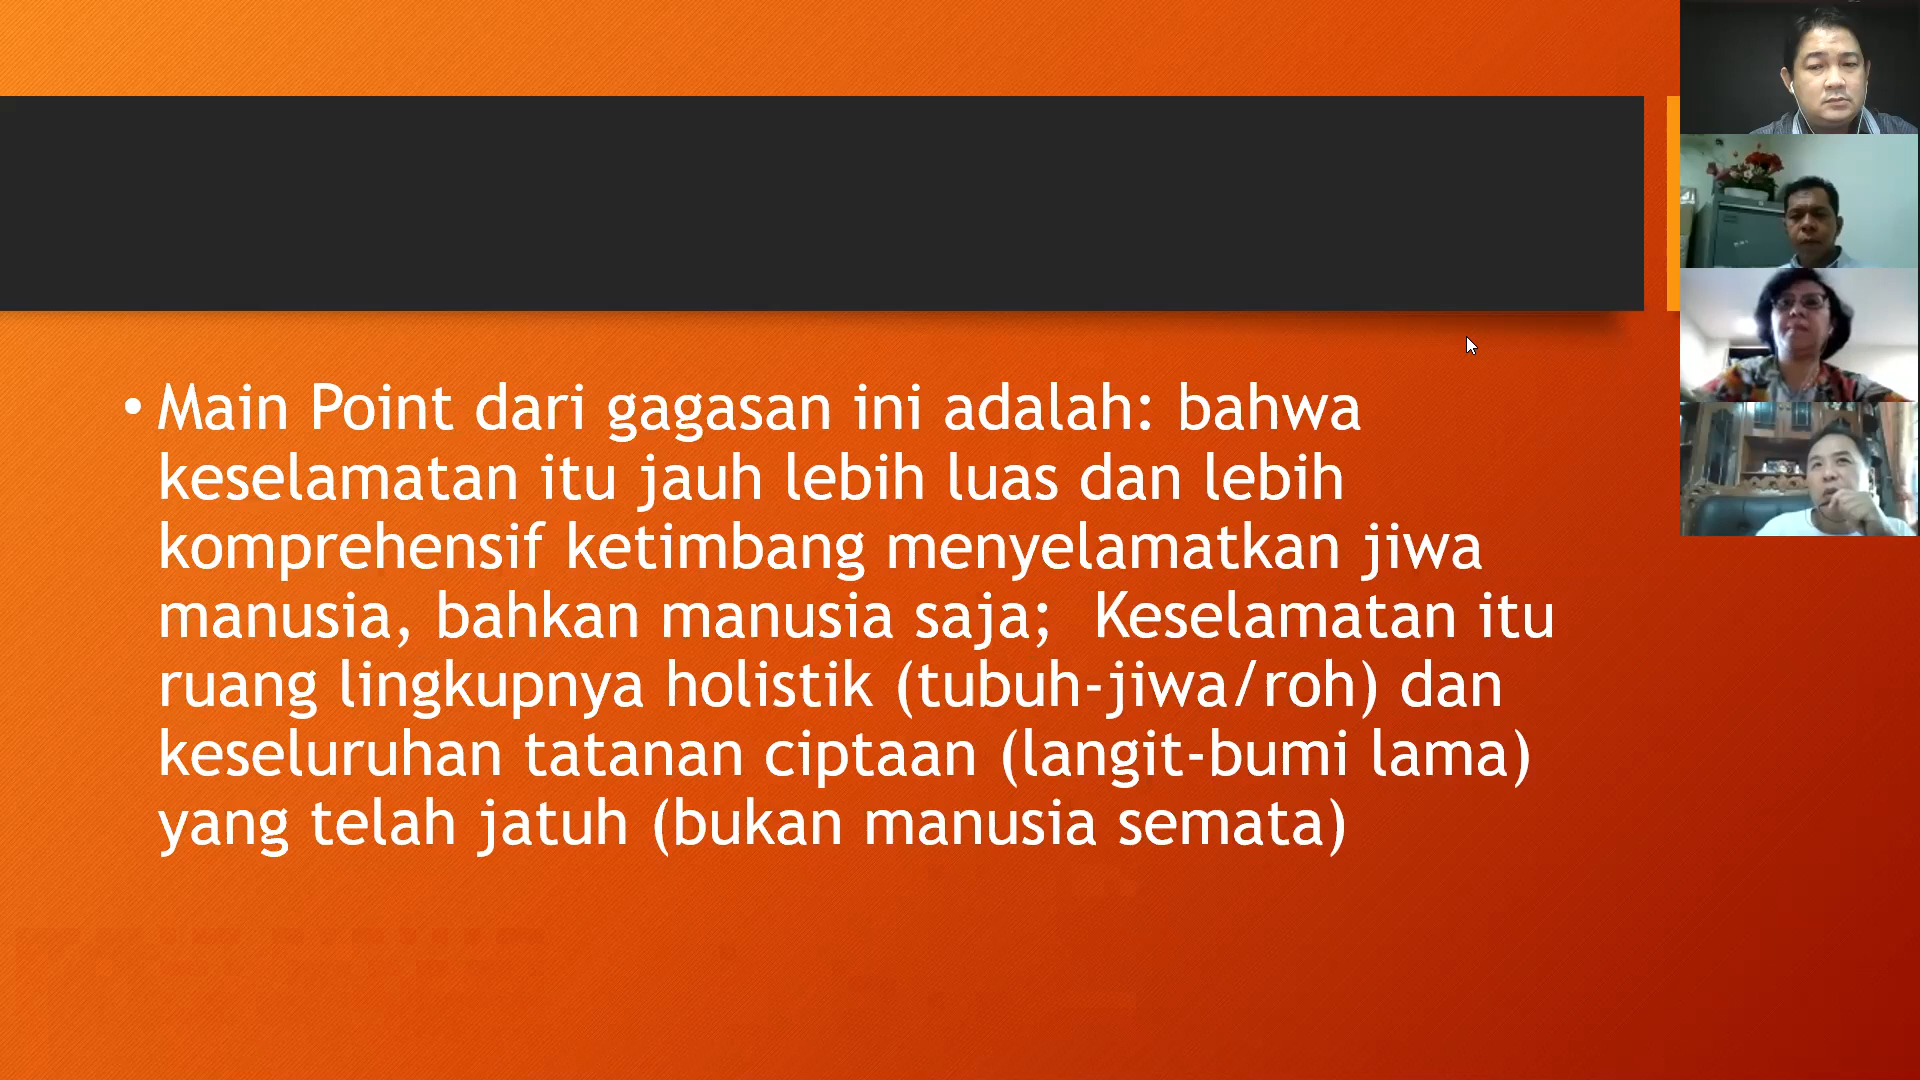 • Main Point dari gagasan ini adalah: bahwa
keselamatan itu jauh lebih luas dan lebih
komprehensif ketimbang menyelamatkan jiwa
manusia, bahkan manusia saja;  Keselamatan itu
ruang lingkupnya holistik (tubuh-jiwa/roh) dan
keseluruhan tatanan ciptaan (langit-bumi lama)
yang telah jatuh (bukan manusia semata)